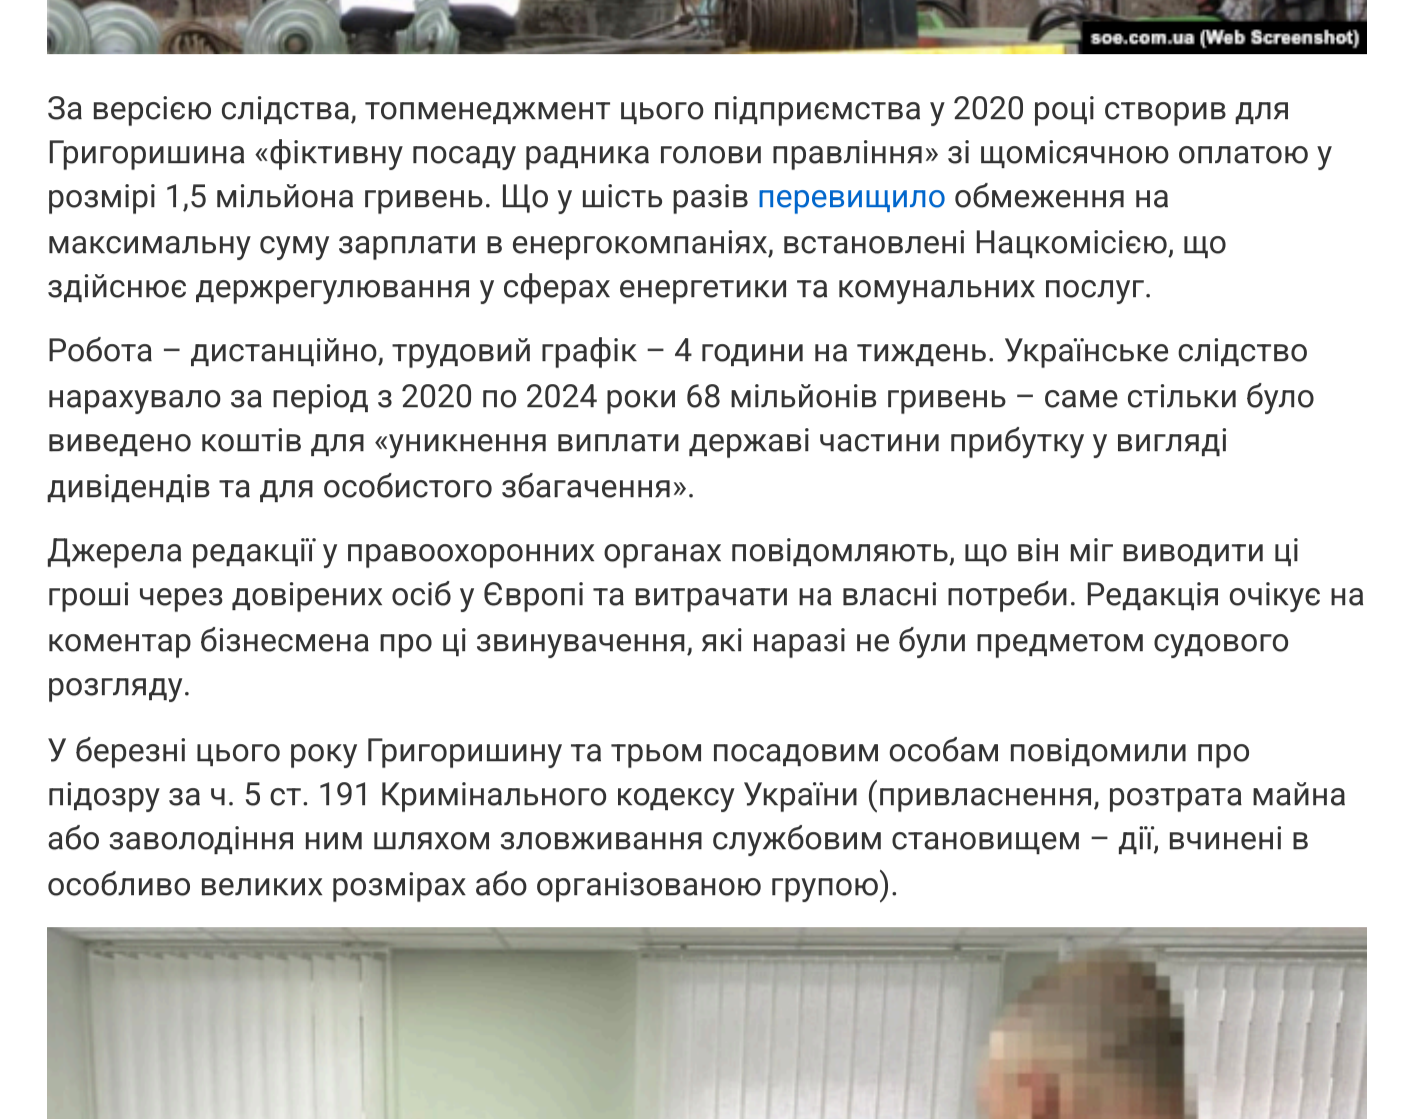 soe.com.ua (Web Screenshot)
За версією слідства, топменеджмент цього підприємства у 2020 році створив для
Григоришина «фіктивну посаду радника голови правління» зі щомісячною оплатою у
розмірі 1,5 мільйона гривень. Що у шість разів перевищило обмеження на
максимальну суму зарплати в енергокомпаніях, встановлені Нацкомісією, що
здійснює держрегулювання у сферах енергетики та комунальних послуг.
Робота – дистанційно, трудовий графік – 4 години на тиждень. Українське слідство
нарахувало за період з 2020 по 2024 роки 68 мільйонів гривень – саме стільки було
виведено коштів для «уникнення виплати державі частини прибутку у вигляді
дивідендів та для особистого збагачення».
Джерела редакції у правоохоронних органах повідомляють, що він міг виводити ці
гроші через довірених осіб у Європі та витрачати на власні потреби. Редакція очікує на
коментар бізнесмена про ці звинувачення, які наразі не були предметом судового
розгляду.
У березні цього року Григоришину та трьом посадовим особам повідомили про
підозру за ч. 5 ст. 191 Кримінального кодексу України (привласнення, розтрата майна
або заволодіння ним шляхом зловживання службовим становищем – дії, вчинені в
особливо великих розмірах або організованою групою).